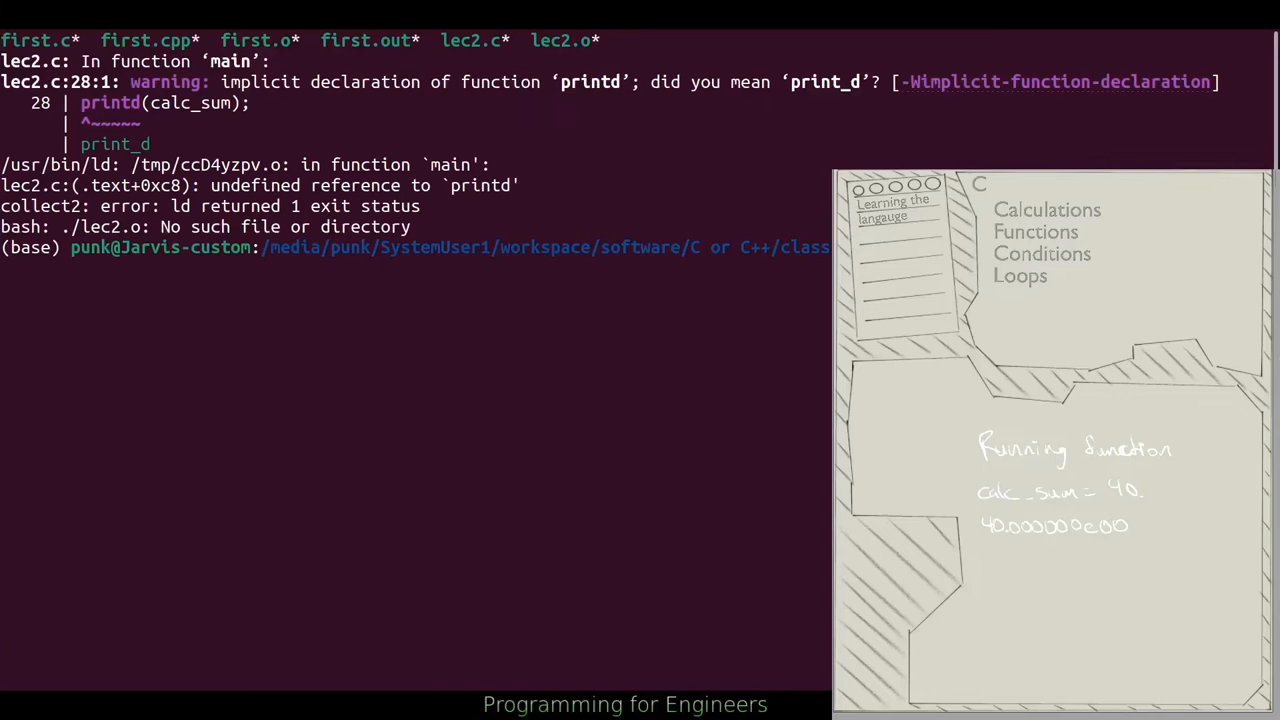 first.c*  first.cpp*  first.o*  first.out*  lec2.c*  lec2.o*
lec2.c: In function ‘main’:
lec2.c:28:1: warning: implicit declaration of function ‘printd’; did you mean ‘print_d’? [-Wimplicit-function-declaration]
   28 | printd(calc_sum);
      | ^~~~~~
      | print_d
/usr/bin/ld: /tmp/ccD4yzpv.o: in function `main':
lec2.c:(.text+0xc8): undefined reference to `printd'
collect2: error: ld returned 1 exit status
bash: ./lec2.o: No such file or directory
(base) punk@Jarvis-custom:/media/punk/SystemUser1/workspace/software/C or C++/class
Learning the
langauge
C
Calculations
Functions
Conditions
Loops
Running function
calc_sum = 40.
Programming for Engineers